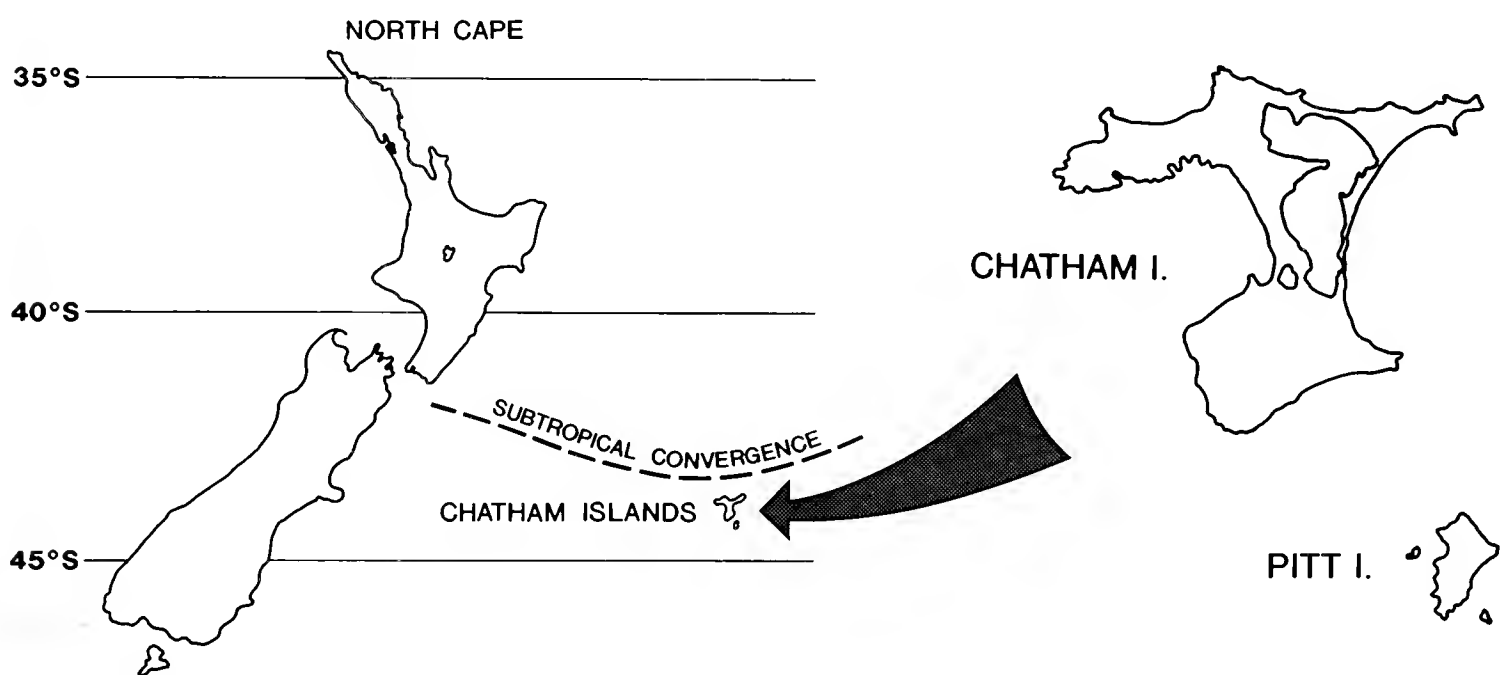 NORTH CAPE
35°S
CHATHAM I.
40°S
SUBTROPICAL CONVERGENCE
CHATHAM ISLANDS
45°S
PITT I.